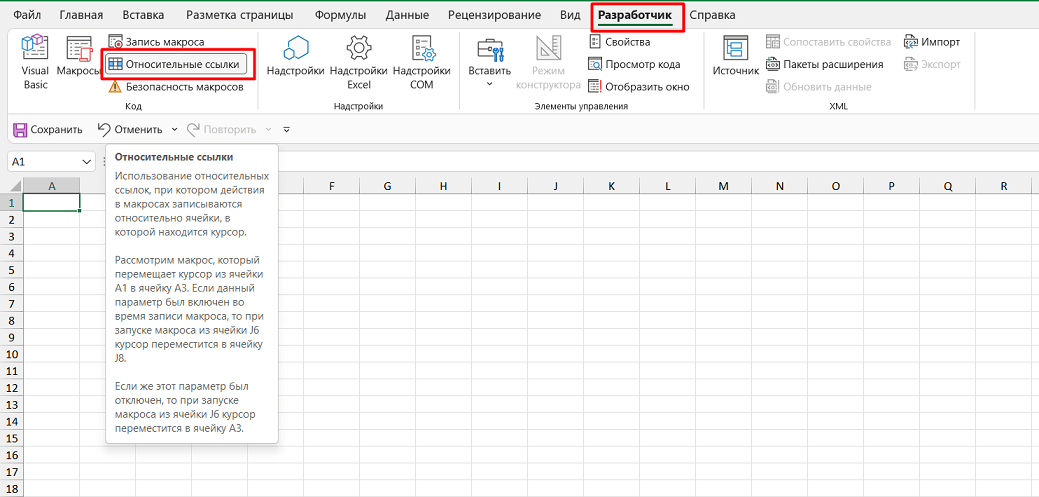 Файл Главная Вставка Разметка страницы Формулы Данные Рецензирование Вид Разработчик Справка
Visual Basic
Макросы
Запись макроса
Относительные ссылки
Безопасность макросов
Код
Надстройки
Надстройки Excel
Надстройки COM
Надстройки
Вставить
Режим конструктора
Свойства
Просмотр кода
Отобразить окно
Элементы управления
Источник
Сопоставить свойства
Пакеты расширения
Обновить данные
Импорт
Экспорт
XML
Сохранить Отменить Повторить
A1
Относительные ссылки
Использование относительных
ссылок, при котором действия
в макросах записываются
относительно ячейки, в
которой находится курсор.
Рассмотрим макрос, который
перемещает курсор из ячейки
A1 в ячейку A3. Если данный
параметр был включен во
время записи макроса, то при
запуске макроса из ячейки J6
курсор переместится в ячейку
J8.
Если же этот параметр был
отключен, то при запуске
макроса из ячейки J6 курсор
переместится в ячейку A3.
A F G H I J K L M N O P Q R
1
2
3
4
5
6
7
8
9
10
11
12
13
14
15
16
17
18